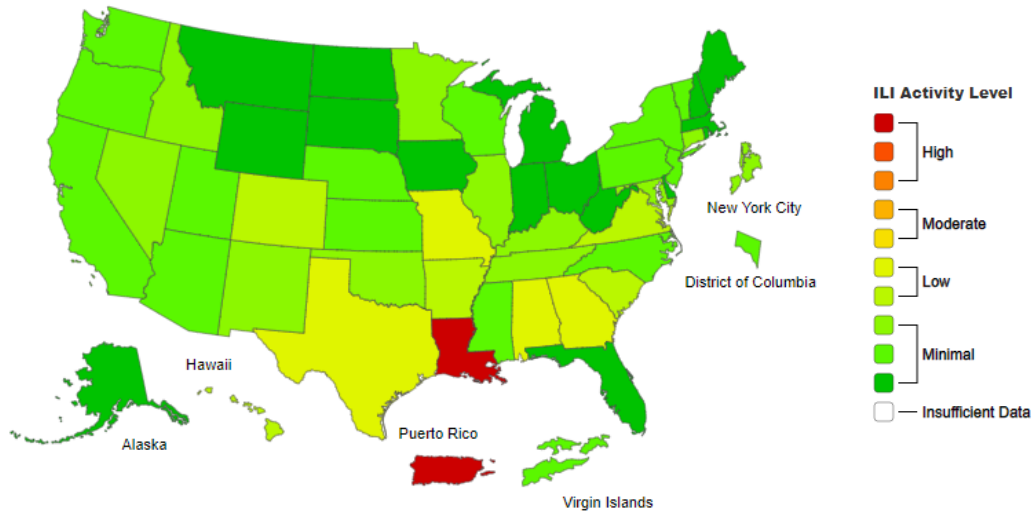 ILI Activity Level
High
Moderate
Low
Minimal
Insufficient Data
New York City
District of Columbia
Hawaii
Alaska
Puerto Rico
Virgin Islands